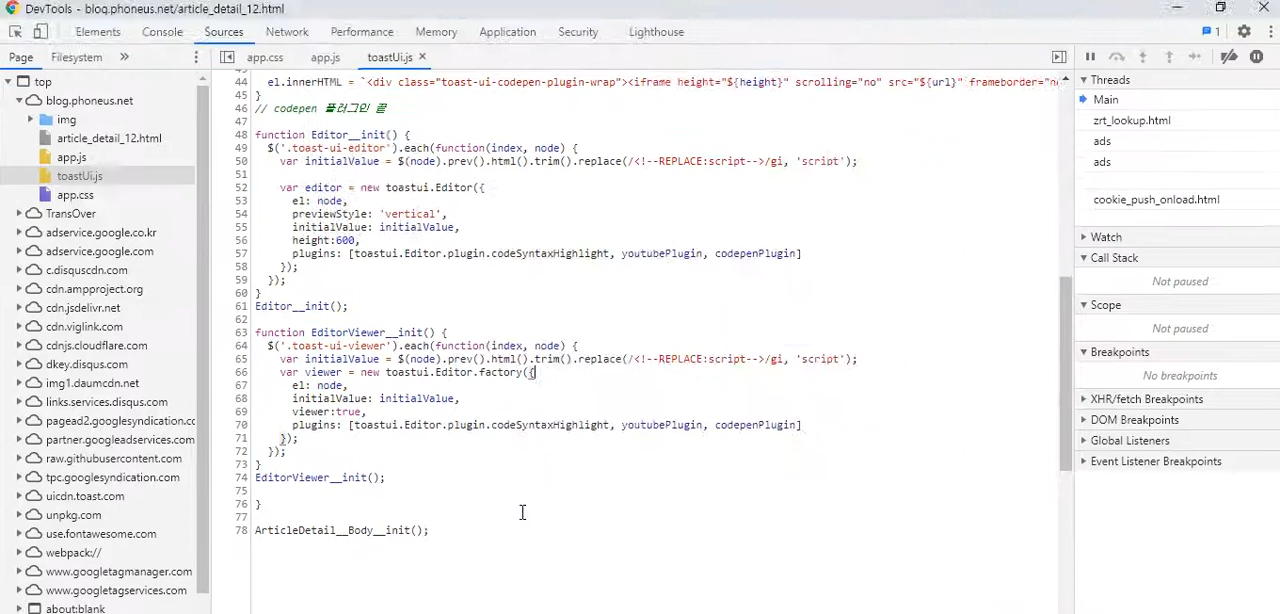 DevTools - blog.phoneus.net/article_detail_12.html
Elements Console Sources Network Performance Memory Application Security Lighthouse 1
Page Filesystem »
app.css app.js toastUi.js
top
blog.phoneus.net
img
article_detail_12.html
app.js
toastUi.js
app.css
TransOver
adservice.google.co.kr
adservice.google.com
c.disquscdn.com
cdn.ampproject.org
cdn.jsdelivr.net
cdn.viglink.com
cdnjs.cloudflare.com
dkey.disqus.com
img1.daumcdn.net
links.services.disqus.com
pagead2.googlesyndication.cc
partner.googleadservices.com
raw.githubusercontent.com
tpc.googlesyndication.com
uicdn.toast.com
unpkg.com
use.fontawesome.com
webpack://
www.googletagmanager.com
www.googletagservices.com
about:blank
44 el.innerHTML = `<div class="toast-ui-codepen-plugin-wrap"><iframe height="${height}" scrolling="no" src="${url}" frameborder="no
45 }
46 // codepen 플러그인 끝
47
48 function Editor__init() {
49 $('.toast-ui-editor').each(function(index, node) {
50 var initialValue = $(node).prev().html().trim().replace(/<!--REPLACE:script-->/gi, 'script');
51
52 var editor = new toastui.Editor({
53 el: node,
54 previewStyle: 'vertical',
55 initialValue: initialValue,
56 height:600,
57 plugins: [toastui.Editor.plugin.codeSyntaxHighlight, youtubePlugin, codepenPlugin]
58 });
59 });
60 }
61 Editor__init();
62
63 function EditorViewer__init() {
64 $('.toast-ui-viewer').each(function(index, node) {
65 var initialValue = $(node).prev().html().trim().replace(/<!--REPLACE:script-->/gi, 'script');
66 var viewer = new toastui.Editor.factory({
67 el: node,
68 initialValue: initialValue,
69 viewer:true,
70 plugins: [toastui.Editor.plugin.codeSyntaxHighlight, youtubePlugin, codepenPlugin]
71 });
72 });
73 }
74 EditorViewer__init();
75
76 }
77
78 ArticleDetail__Body__init();
Threads
Main
zrt_lookup.html
ads
ads
cookie_push_onload.html
Watch
Call Stack
Not paused
Scope
Not paused
Breakpoints
No breakpoints
XHR/fetch Breakpoints
DOM Breakpoints
Global Listeners
Event Listener Breakpoints